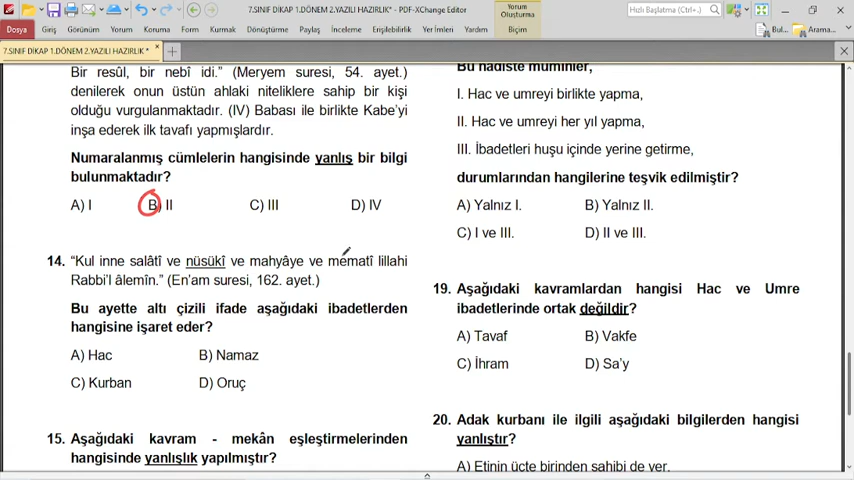 7.SINIF DİKAP 1.DÖNEM 2.YAZILI HAZIRLIK* - PDF-XChange Editor
Yorum Oluşturma
Hızlı Başlatma (Ctrl+.)
Dosya Giriş Görünüm Yorum Koruma Form Kurmak Dönüştürme Paylaş İnceleme Erişilebilirlik Yer İmleri Yardım Biçim Bul... Arama...
7.SINIF DİKAP 1.DÖNEM 2.YAZILI HAZIRLIK *
Bir resûl, bir nebî idi.” (Meryem suresi, 54. ayet.)
denilerek onun üstün ahlaki niteliklere sahip bir kişi
olduğu vurgulanmaktadır. (IV) Babası ile birlikte Kabe’yi
inşa ederek ilk tavafı yapmışlardır.
Numaralanmış cümlelerin hangisinde yanlış bir bilgi
bulunmaktadır?
A) I B) II C) III D) IV
14. “Kul inne salâtî ve nüsükî ve mahyâye ve mematî lillahi
Rabbi’l âlemîn.” (En’am suresi, 162. ayet.)
Bu ayette altı çizili ifade aşağıdaki ibadetlerden
hangisine işaret eder?
A) Hac B) Namaz
C) Kurban D) Oruç
15. Aşağıdaki kavram - mekân eşleştirmelerinden
hangisinde yanlışlık yapılmıştır?
Bu hadiste müminler,
I. Hac ve umreyi birlikte yapma,
II. Hac ve umreyi her yıl yapma,
III. İbadetleri huşu içinde yerine getirme,
durumlarından hangilerine teşvik edilmiştir?
A) Yalnız I. B) Yalnız II.
C) I ve III. D) II ve III.
19. Aşağıdaki kavramlardan hangisi Hac ve Umre
ibadetlerinde ortak değildir?
A) Tavaf B) Vakfe
C) İhram D) Sa’y
20. Adak kurbanı ile ilgili aşağıdaki bilgilerden hangisi
yanlıştır?
A) Etinin üçte birinden sahibi de yer.